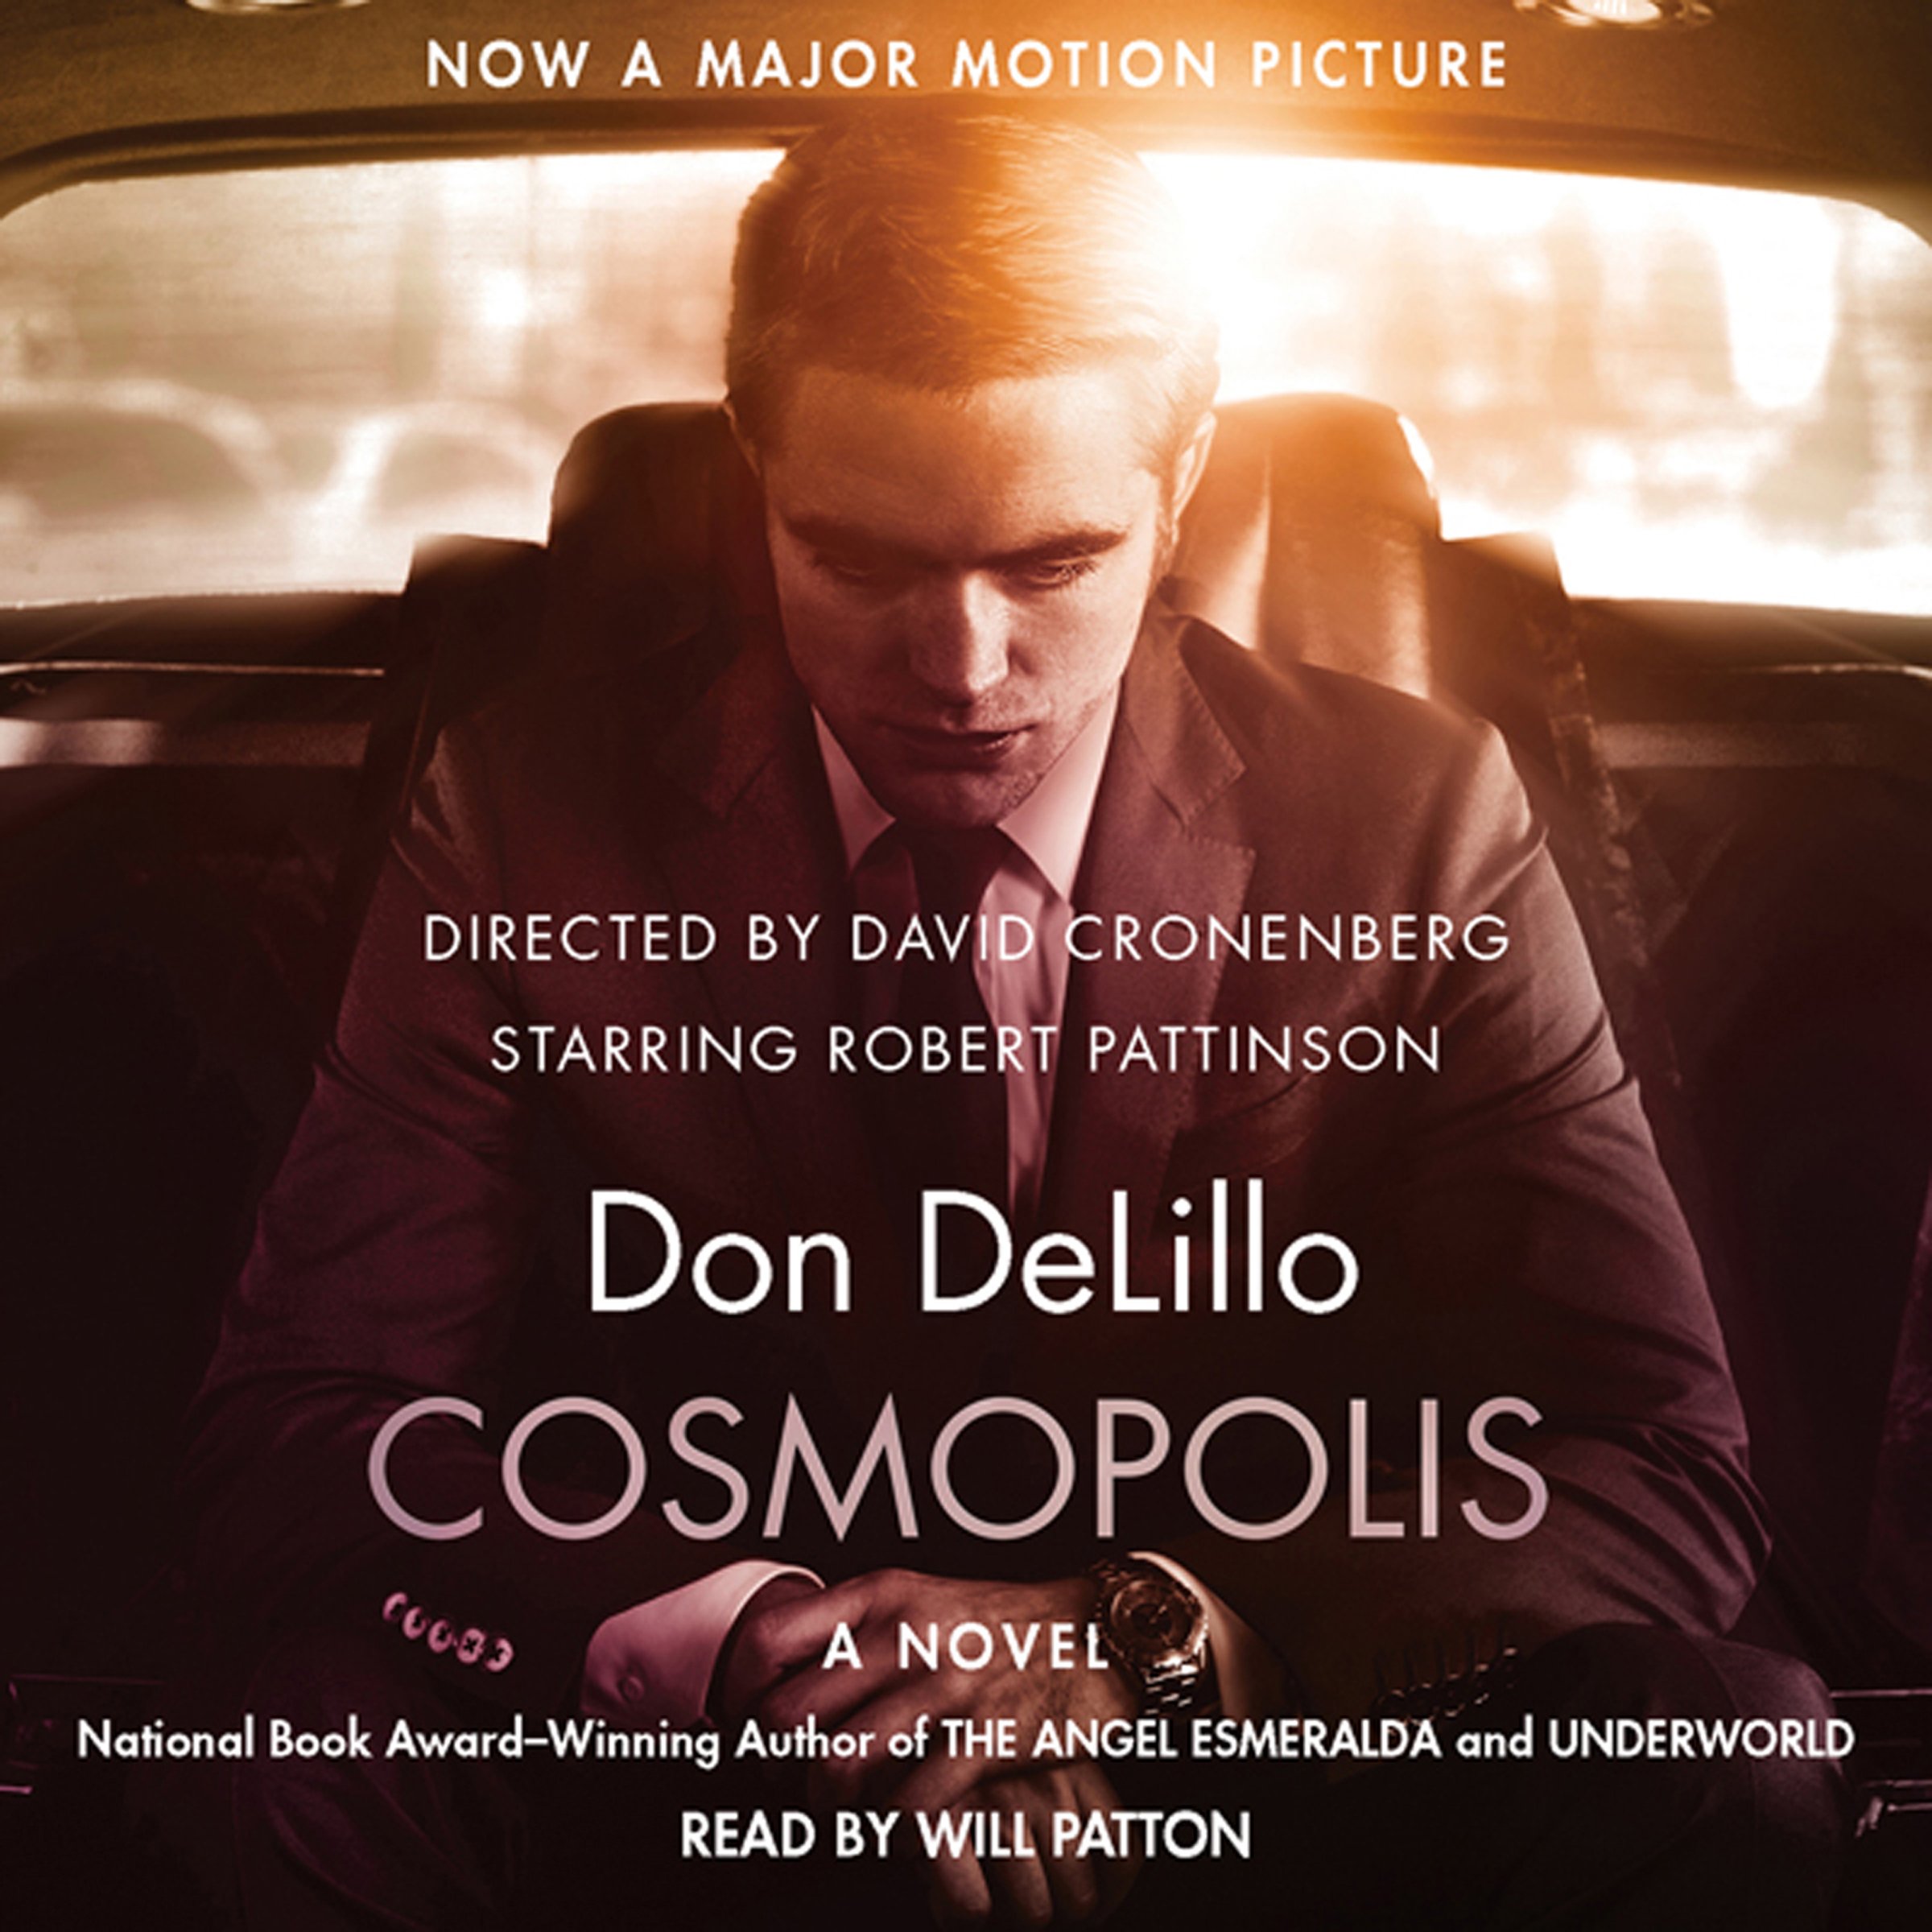 NOW A MAJOR MOTION PICTURE
DIRECTED BY DAVID CRONENBERG
STARRING ROBERT PATTINSON
Don DeLillo
COSMOPOLIS
A NOVEL
National Book Award–Winning Author of THE ANGEL ESMERALDA and UNDERWORLD
READ BY WILL PATTON